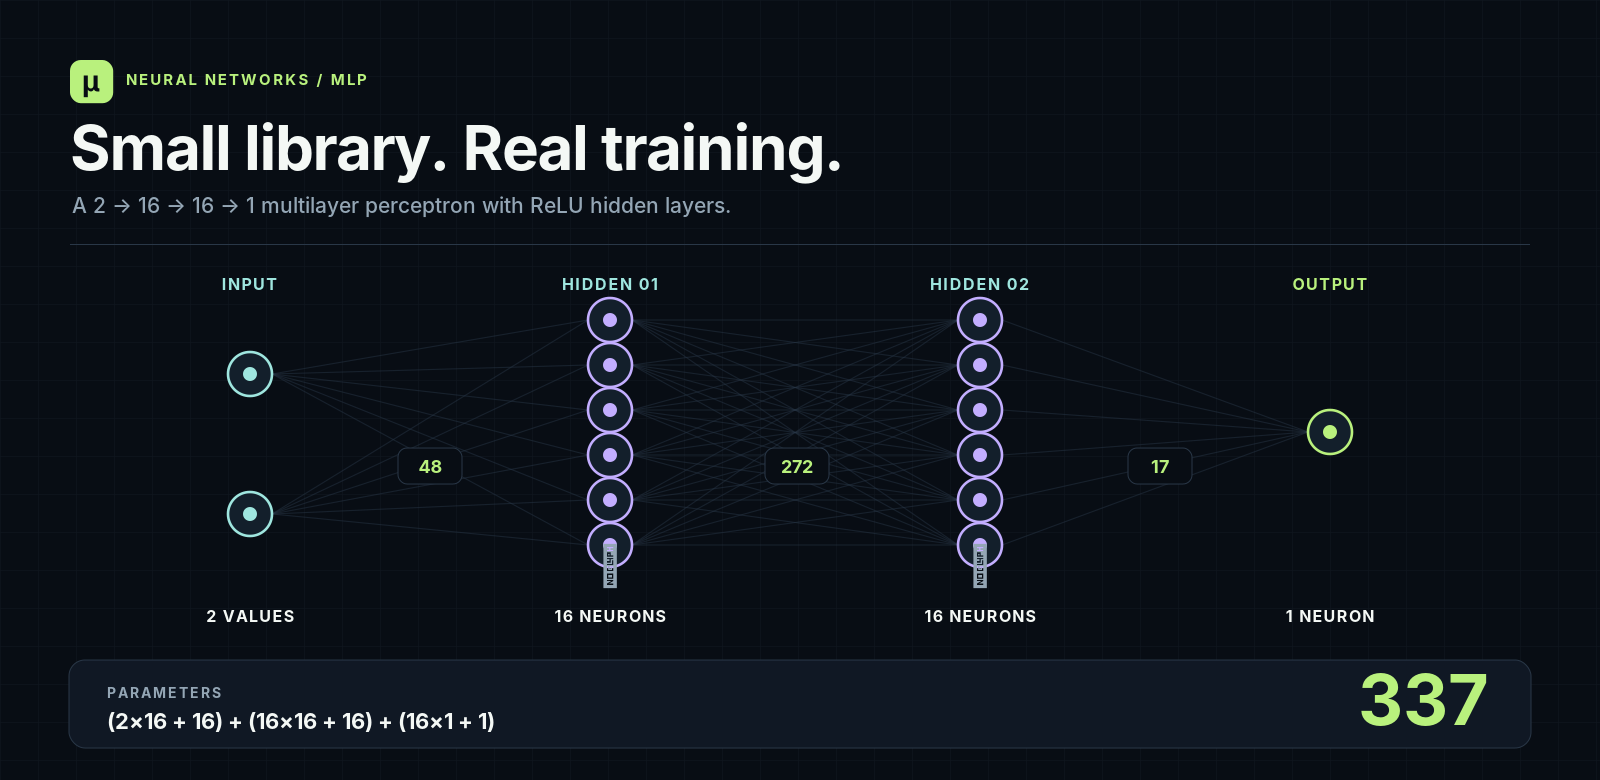 µ NEURAL NETWORKS / MLP
Small library. Real training.
A 2 → 16 → 16 → 1 multilayer perceptron with ReLU hidden layers.
INPUT HIDDEN 01 HIDDEN 02 OUTPUT
48 272 17
2 VALUES 16 NEURONS 16 NEURONS 1 NEURON
PARAMETERS
(2×16 + 16) + (16×16 + 16) + (16×1 + 1)
337